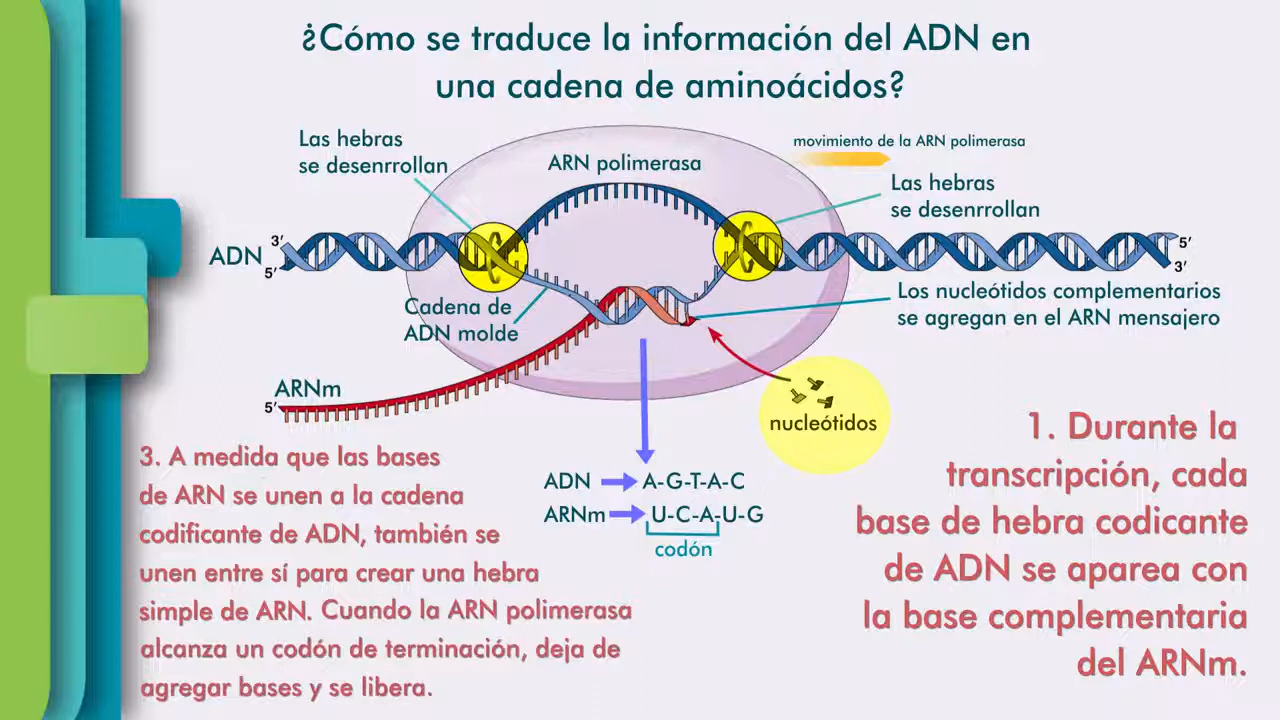 ¿Cómo se traduce la información del ADN en
una cadena de aminoácidos?
Las hebras
se desenrrollan
ARN polimerasa
movimiento de la ARN polimerasa
Las hebras
se desenrrollan
ADN
3′
5′
5′
3′
Cadena de
ADN molde
Los nucleótidos complementarios
se agregan en el ARN mensajero
ARNm
5′
nucleótidos
ADN A-G-T-A-C
ARNm U-C-A-U-G
codón
1. Durante la
transcripción, cada
base de hebra codicante
de ADN se aparea con
la base complementaria
del ARNm.
3. A medida que las bases
de ARN se unen a la cadena
codificante de ADN, también se
unen entre sí para crear una hebra
simple de ARN. Cuando la ARN polimerasa
alcanza un codón de terminación, deja de
agregar bases y se libera.